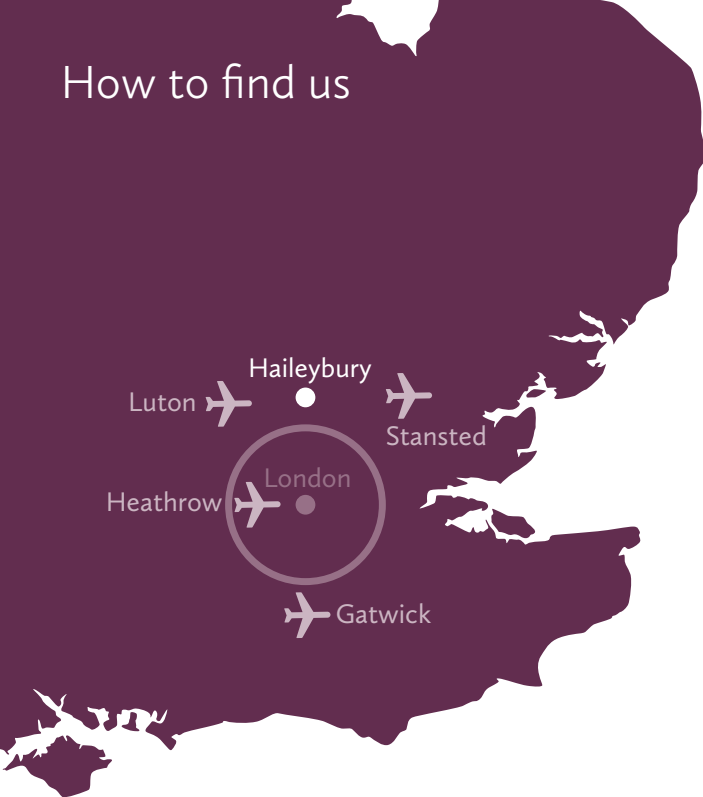 How to find us
Haileybury
Luton
Stansted
London
Heathrow
Gatwick